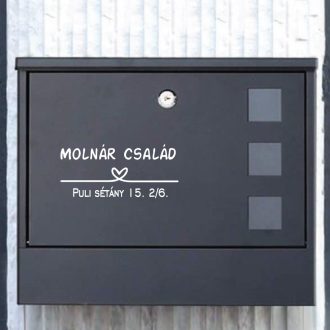 MOLNÁR CSALÁD
PULI SÉTÁNY 15. 2/6.